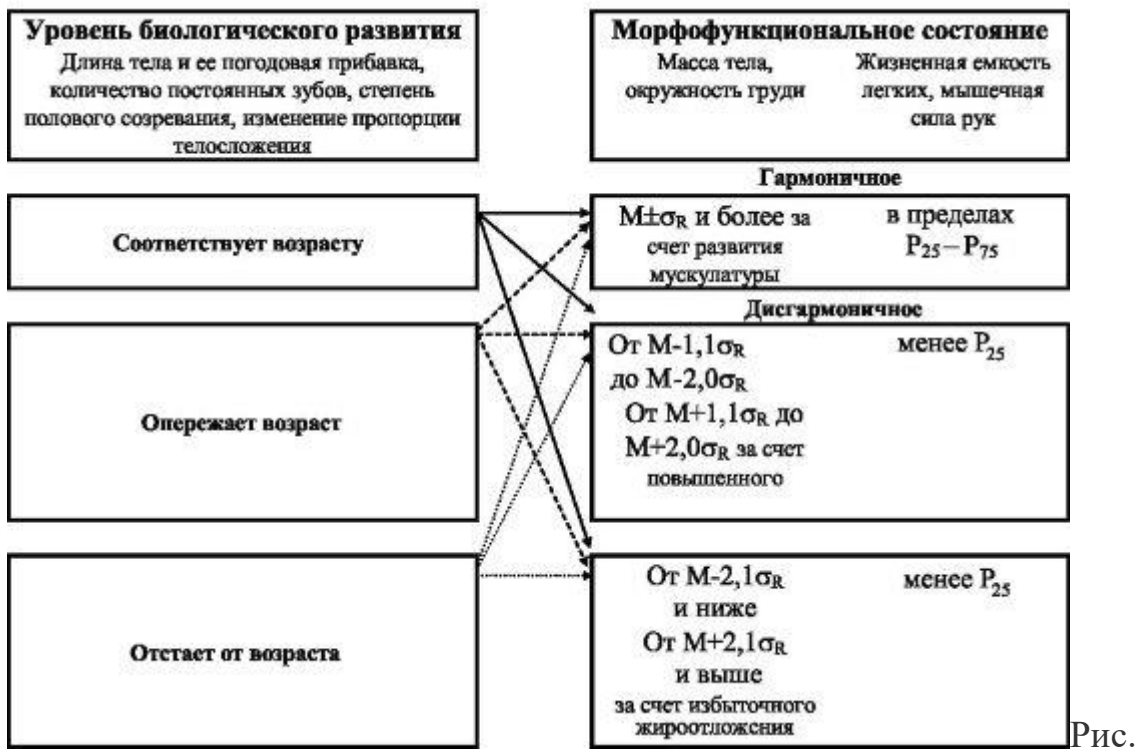 Уровень биологического развития
Длина тела и ее погодовая прибавка,
количество постоянных зубов, степень
полового созревания, изменение пропорции
телосложения
Морфофункциональное состояние
Масса тела,
окружность груди
Жизненная емкость
легких, мышечная
сила рук
Гармоничное
Соответствует возрасту
M±σR и более за
счет развития
мускулатуры
в пределах
P25–P75
Дисгармоничное
Опережает возраст
От M-1,1σR
до M-2,0σR
От M+1,1σR до
M+2,0σR за счет
повышенного
менее P25
Отстает от возраста
От M-2,1σR
и ниже
От M+2,1σR
и выше
за счет избыточного
жироотложения
менее P25
Рис.